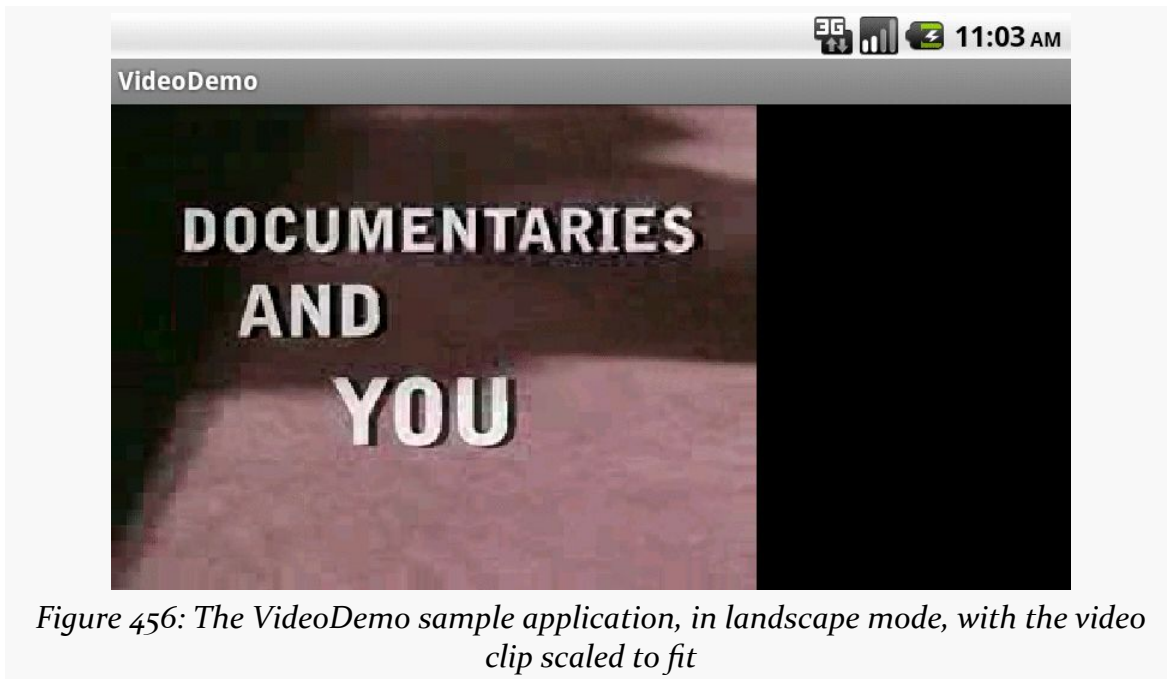 3G 11:03 AM
VideoDemo
DOCUMENTARIES
AND
YOU
Figure 456: The VideoDemo sample application, in landscape mode, with the video
clip scaled to fit